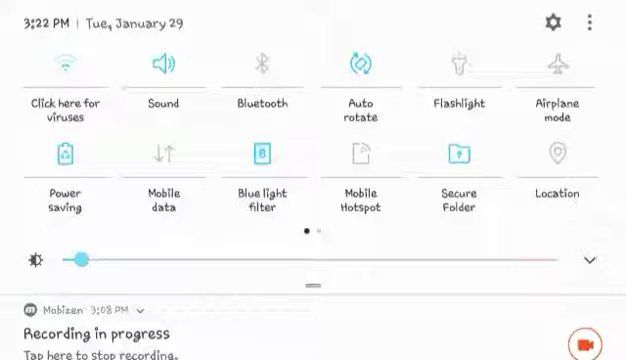 3:22 PM | Tue, January 29
Click here for
viruses
Sound
Bluetooth
Auto
rotate
Flashlight
Airplane
mode
Power
saving
Mobile
data
B
Blue light
filter
Mobile
Hotspot
Secure
Folder
Location
m Mobizen 3:08 PM
Recording in progress
Tap here to stop recording.